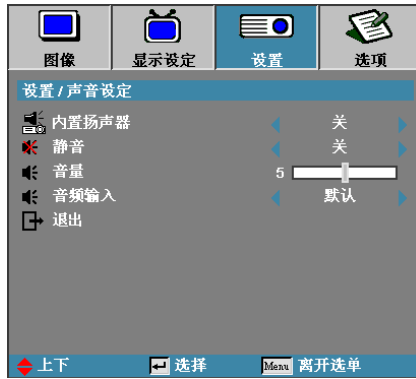 图像 显示设定 设置 选项
设置 / 声音设定
内置扬声器 关
静音 关
音量 5
音频输入 默认
退出
上下 选择 Menu 离开选单